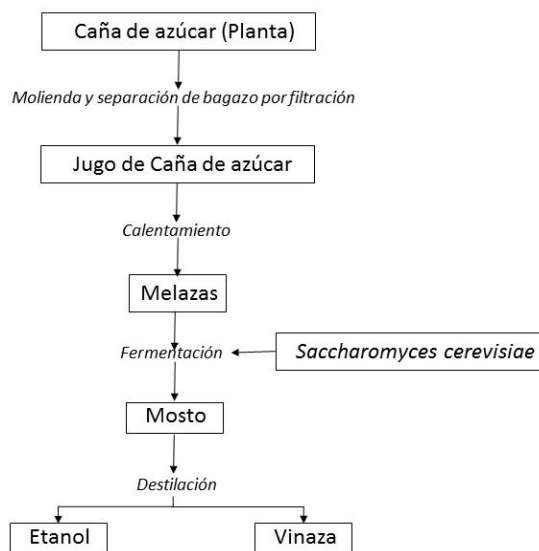 Caña de azúcar (Planta)
Molienda y separación de bagazo por filtración
Jugo de Caña de azúcar
Calentamiento
Melazas
Fermentación
Saccharomyces cerevisiae
Mosto
Destilación
Etanol
Vinaza